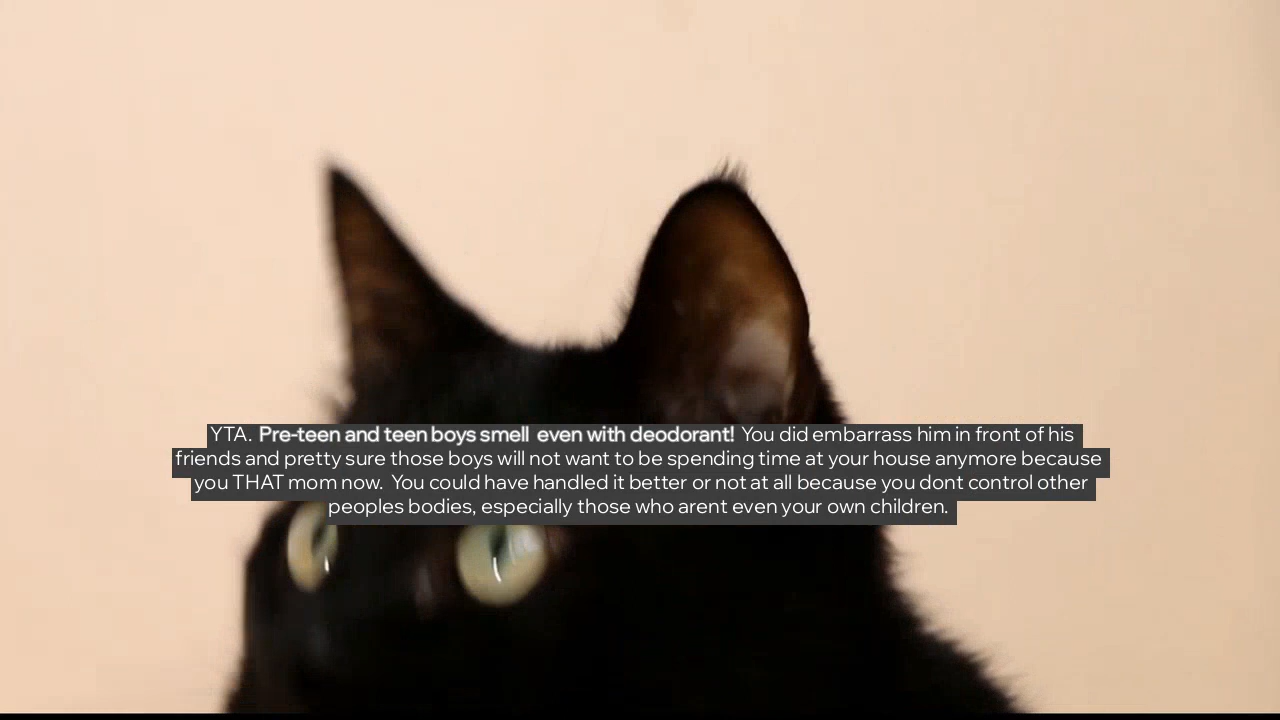 YTA. Pre-teen and teen boys smell even with deodorant! You did embarrass him in front of his
friends and pretty sure those boys will not want to be spending time at your house anymore because
you THAT mom now. You could have handled it better or not at all because you dont control other
peoples bodies, especially those who arent even your own children.